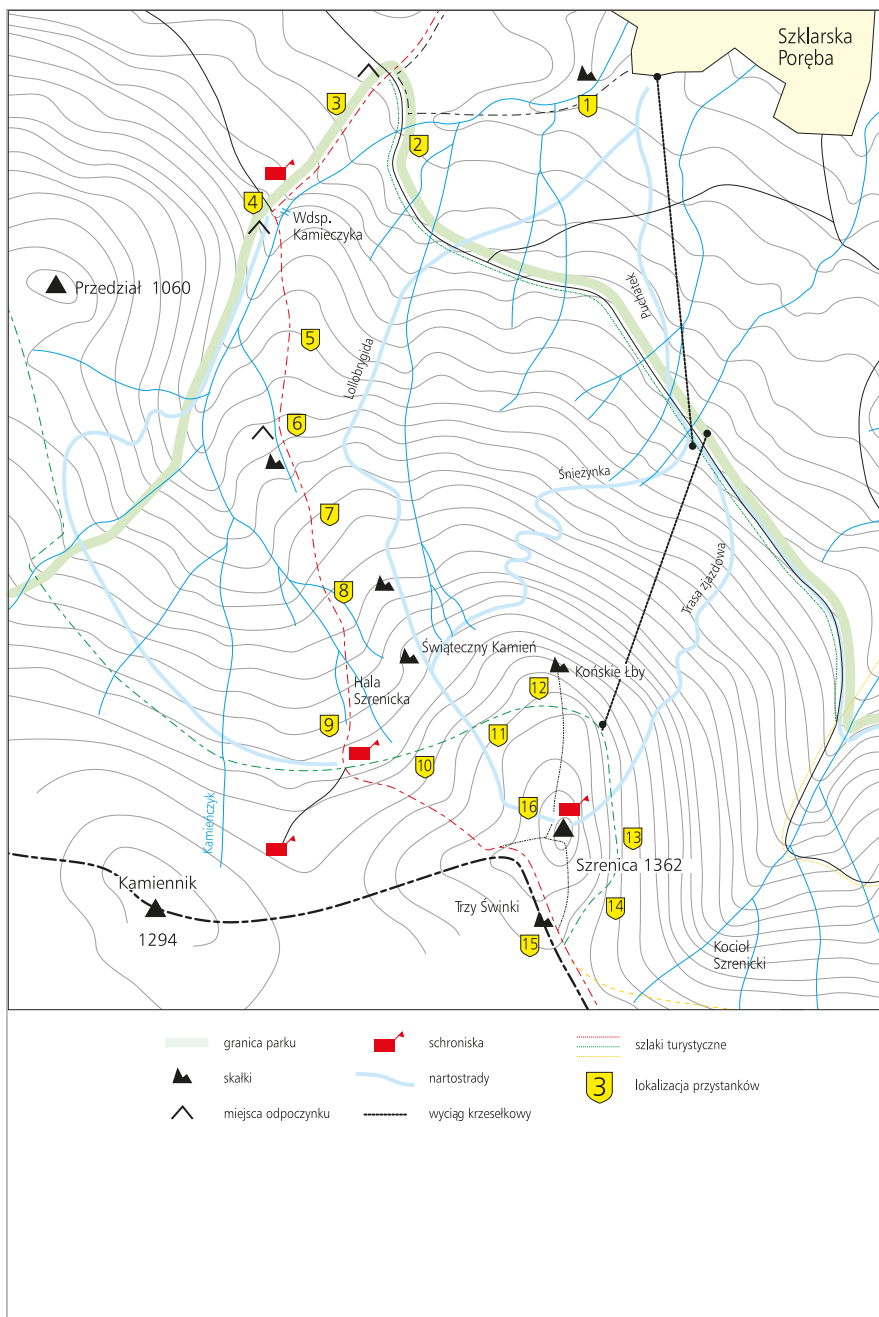 Szklarska
Poręba
1
3
2
4
Wdsp.
Kamieczyka
Przedział 1060
Puchatek
5
Lollobrygida
6
Śnieżynka
7
Trasa zjazdowa
8
Świąteczny Kamień
Końskie Łby
Hala
Szrenicka
12
9
11
10
16
Kamieńczyk
13
Szrenica 1362
Kamiennik
1294
Trzy Świnki
14
15
Kocioł
Szrenicki
granica parku
schroniska
szlaki turystyczne
skałki
nartostrady
3
lokalizacja przystanków
miejsca odpoczynku
wyciąg krzesełkowy